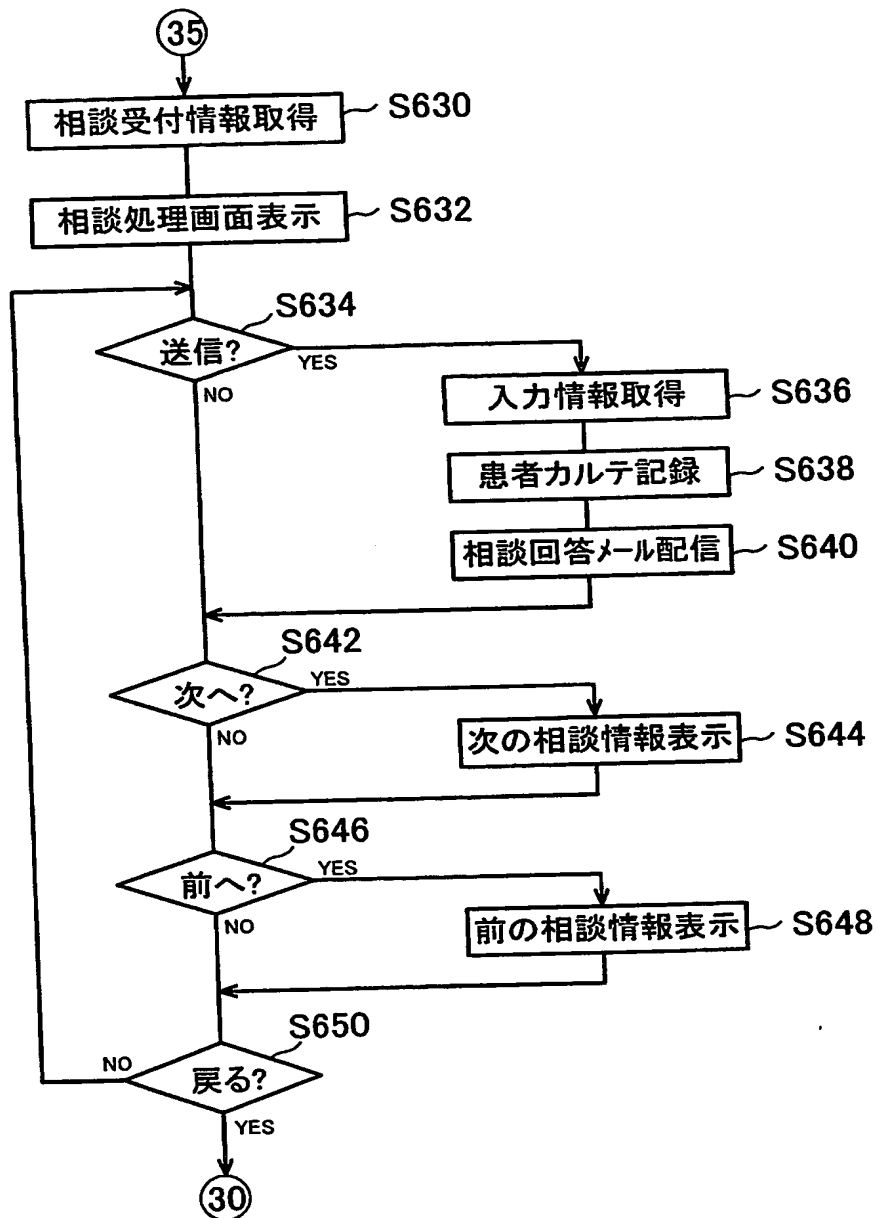 35
相談受付情報取得 S630
相談処理画面表示 S632
S634
送信? YES
NO
入力情報取得 S636
患者カルテ記録 S638
相談回答メール配信 S640
S642
次へ? YES
NO
次の相談情報表示 S644
S646
前へ? YES
NO
前の相談情報表示 S648
S650
NO 戻る?
YES
30